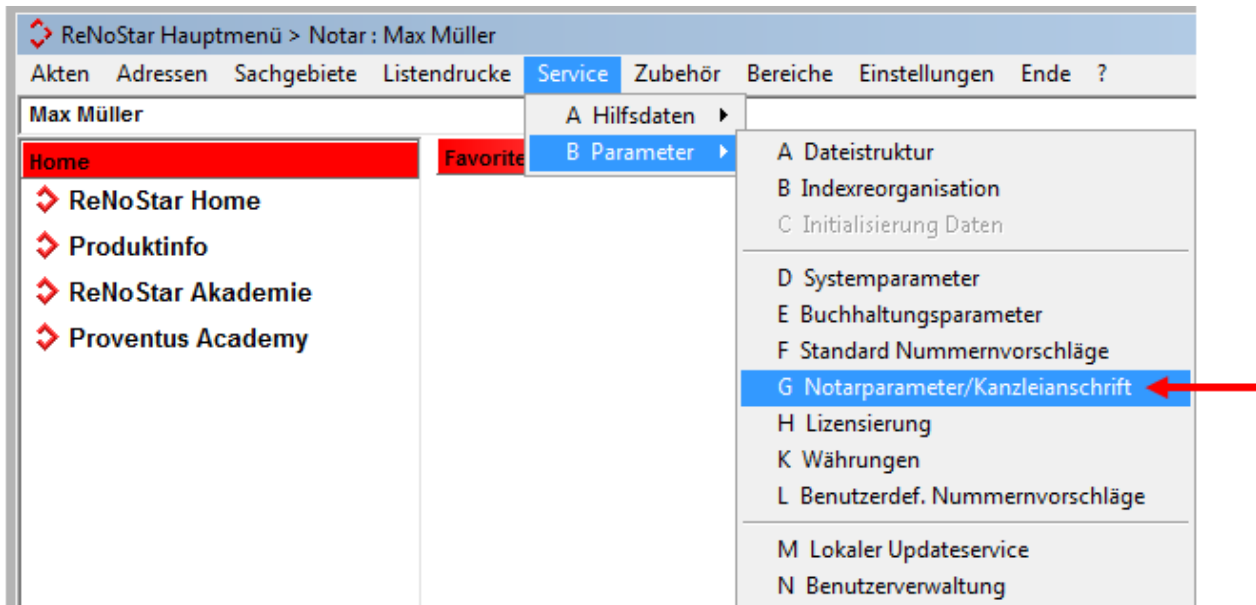 ReNoStar Hauptmenü > Notar : Max Müller
Akten Adressen Sachgebiete Listendrucke Service Zubehör Bereiche Einstellungen Ende ?
Max Müller
A Hilfsdaten
B Parameter
Home
Favorite
ReNoStar Home
Produktinfo
ReNoStar Akademie
Proventus Academy
A Dateistruktur
B Indexreorganisation
C Initialisierung Daten
D Systemparameter
E Buchhaltungsparameter
F Standard Nummernvorschläge
G Notarparameter/Kanzleianschrift
H Lizensierung
K Währungen
L Benutzerdef. Nummernvorschläge
M Lokaler Updateservice
N Benutzerverwaltung